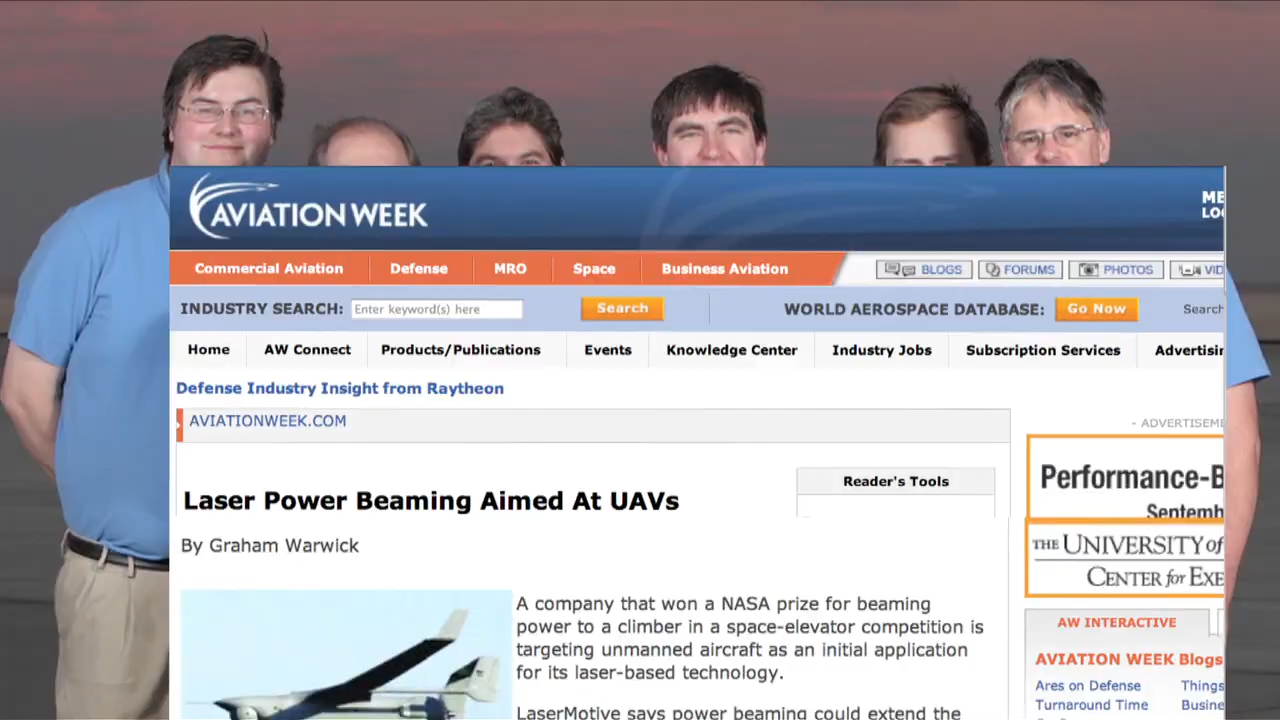 AVIATION WEEK
Commercial Aviation Defense MRO Space Business Aviation BLOGS FORUMS PHOTOS
INDUSTRY SEARCH: Enter keyword(s) here Search WORLD AEROSPACE DATABASE: Go Now Search
Home AW Connect Products/Publications Events Knowledge Center Industry Jobs Subscription Services
Defense Industry Insight from Raytheon
AVIATIONWEEK.COM
Laser Power Beaming Aimed At UAVs
Reader's Tools
By Graham Warwick
A company that won a NASA prize for beaming
power to a climber in a space-elevator competition is
targeting unmanned aircraft as an initial application
for its laser-based technology.
LaserMotive says power beaming could extend the
Performance-B
THE UNIVERSITY of
CENTER for EXE
AW INTERACTIVE
AVIATION WEEK Blogs
Ares on Defense Things
Turnaround Time